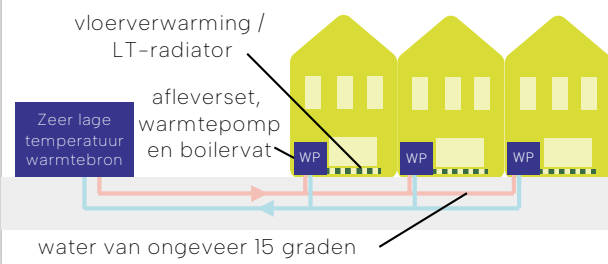 vloerverwarming /
LT-radiator
afleverset,
warmtepomp
en boilervat
Zeer lage
temperatuur
warmtebron
WP
WP
WP
water van ongeveer 15 graden